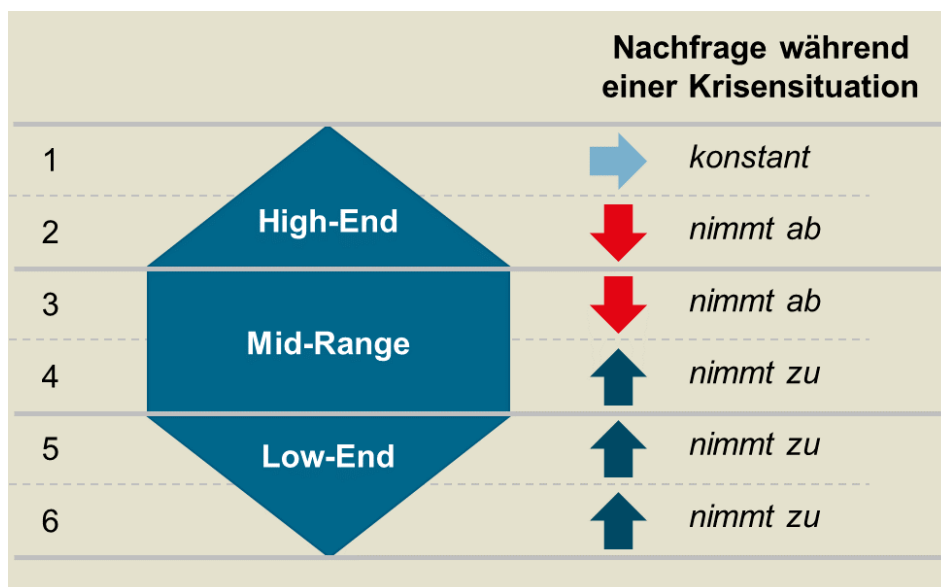 Nachfrage während
einer Krisensituation
1
konstant
High-End
2
nimmt ab
3
nimmt ab
Mid-Range
4
nimmt zu
5
Low-End
nimmt zu
6
nimmt zu